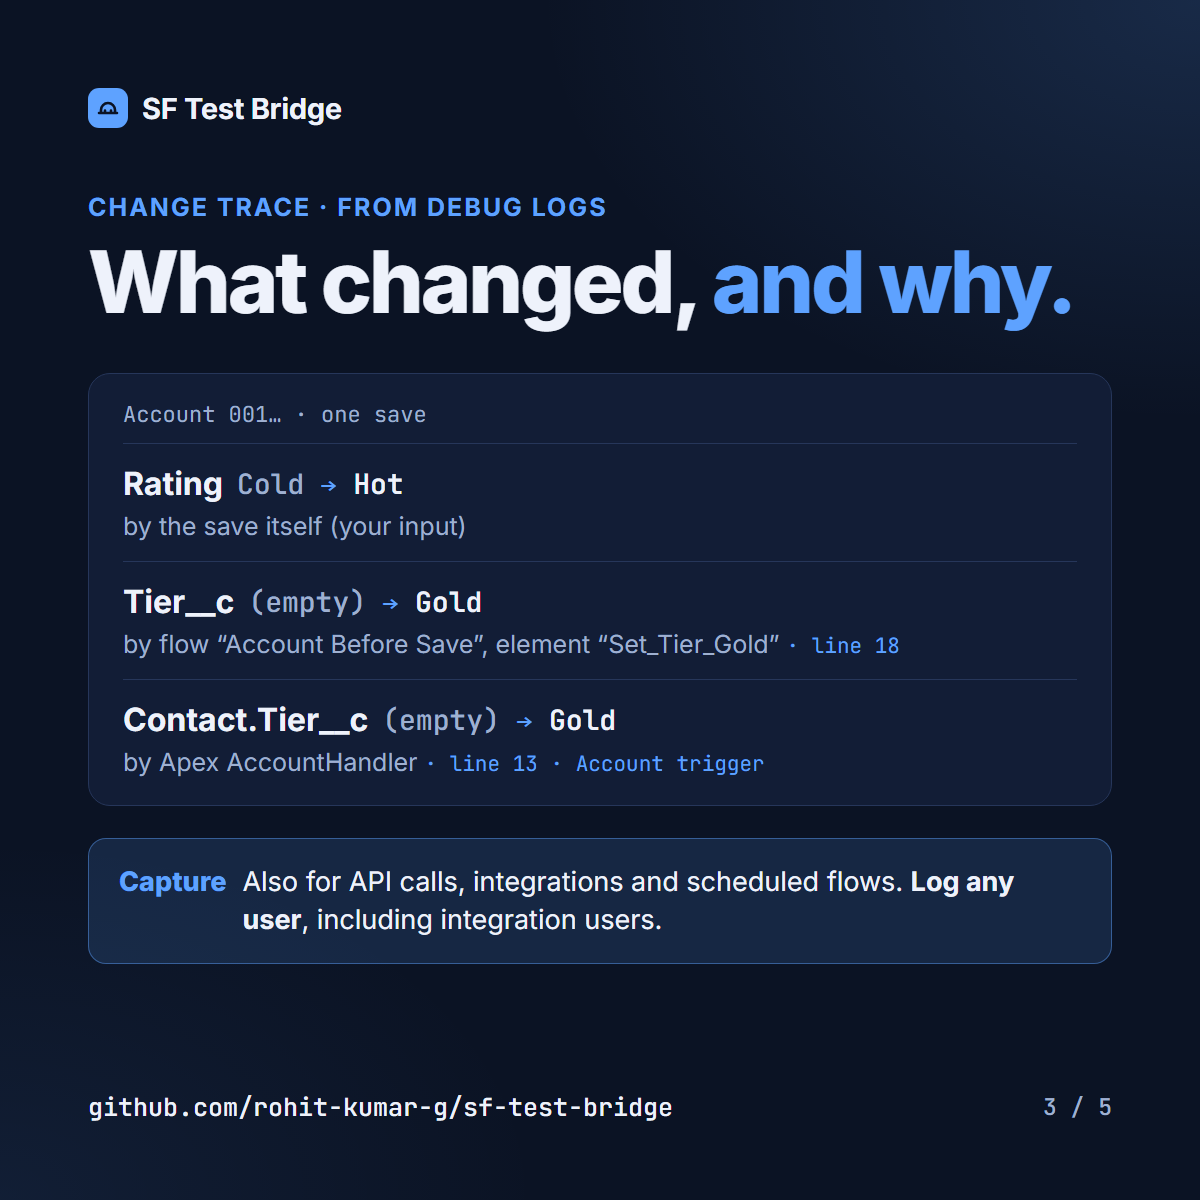 SF Test Bridge
CHANGE TRACE · FROM DEBUG LOGS
What changed, and why.
Account 001… · one save
Rating Cold → Hot
by the save itself (your input)
Tier__c (empty) → Gold
by flow “Account Before Save”, element “Set_Tier_Gold” · line 18
Contact.Tier__c (empty) → Gold
by Apex AccountHandler · line 13 · Account trigger
Capture Also for API calls, integrations and scheduled flows. Log any
user, including integration users.
github.com/rohit-kumar-g/sf-test-bridge
3 / 5